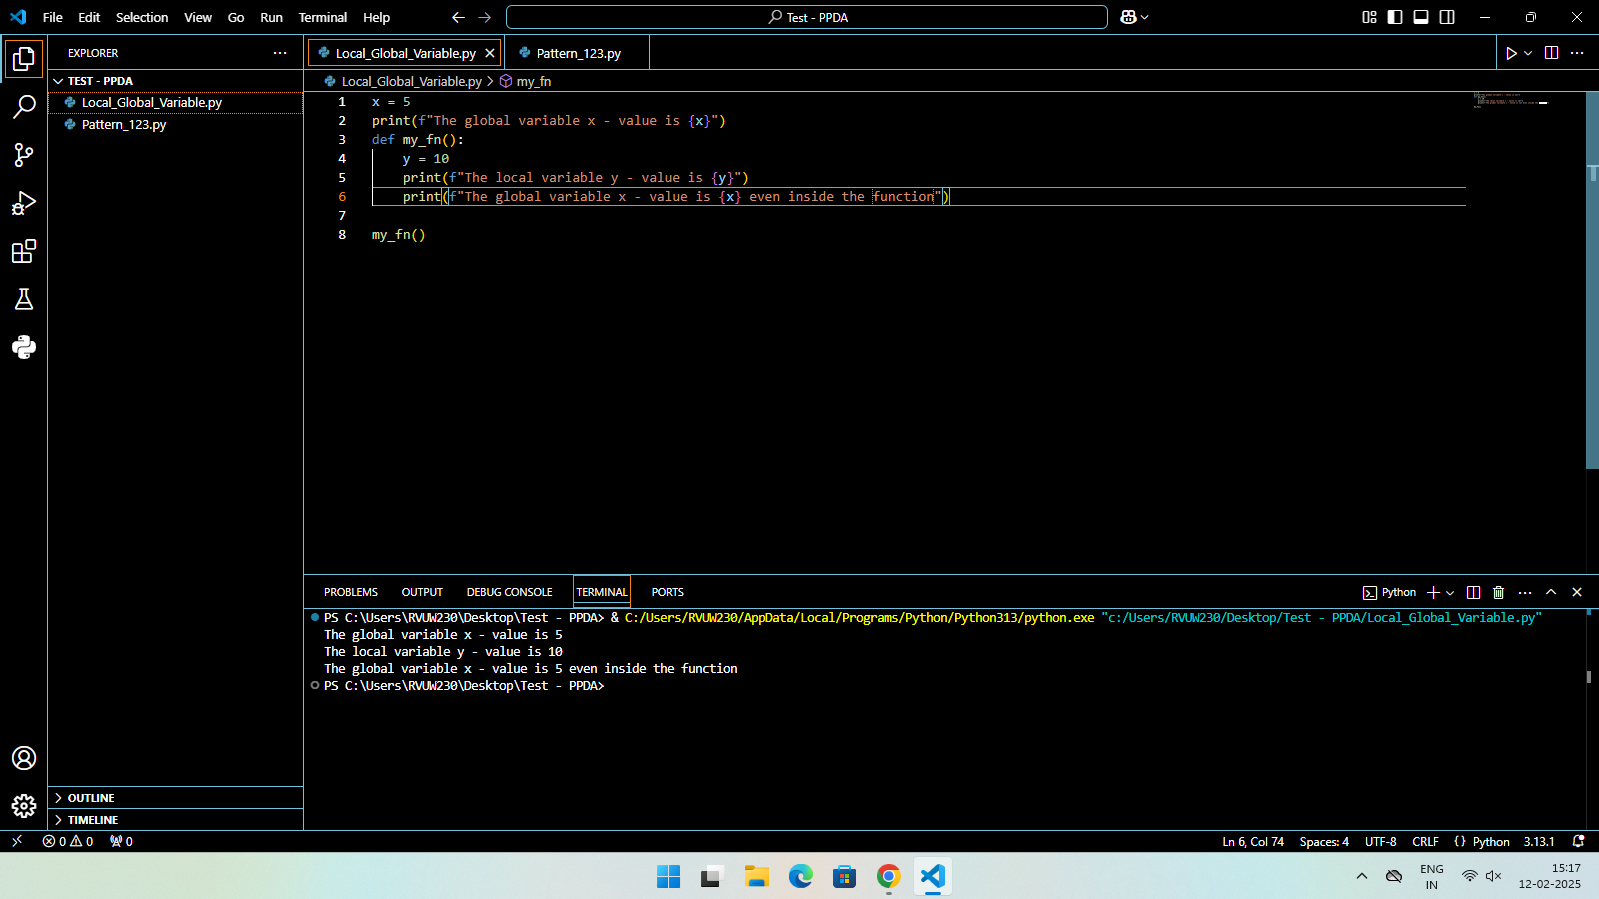 File Edit Selection View Go Run Terminal Help
Test - PPDA
EXPLORER
TEST - PPDA
Local_Global_Variable.py
Pattern_123.py
OUTLINE
TIMELINE
Local_Global_Variable.py Pattern_123.py
Local_Global_Variable.py > my_fn
1 x = 5
2 print(f"The global variable x - value is {x}")
3 def my_fn():
4     y = 10
5     print(f"The local variable y - value is {y}")
6     print(f"The global variable x - value is {x} even inside the function")
7
8 my_fn()
PROBLEMS OUTPUT DEBUG CONSOLE TERMINAL PORTS
Python
PS C:\Users\RVUW230\Desktop\Test - PPDA> & C:/Users/RVUW230/AppData/Local/Programs/Python/Python313/python.exe "c:/Users/RVUW230/Desktop/Test - PPDA/Local_Global_Variable.py"
The global variable x - value is 5
The local variable y - value is 10
The global variable x - value is 5 even inside the function
PS C:\Users\RVUW230\Desktop\Test - PPDA>
0 0 0
Ln 6, Col 74 Spaces: 4 UTF-8 CRLF {} Python 3.13.1
ENG
IN
15:17
12-02-2025